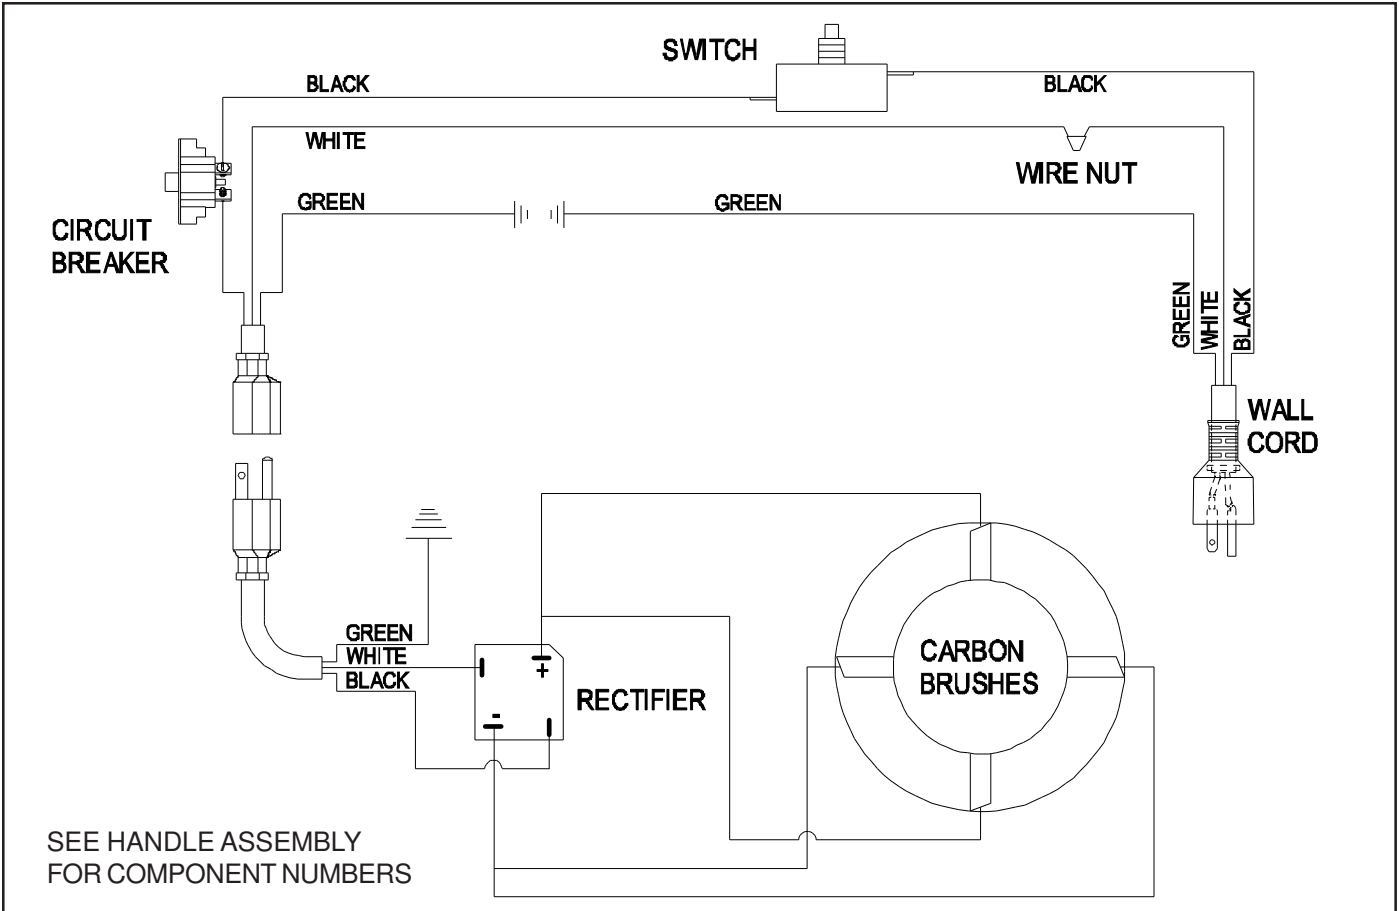 SWITCH
BLACK
BLACK
WHITE
WIRE NUT
GREEN
GREEN
CIRCUIT
BREAKER
GREEN
WHITE
BLACK
WALL
CORD
GREEN
WHITE
BLACK
+
-
RECTIFIER
CARBON
BRUSHES
SEE HANDLE ASSEMBLY
FOR COMPONENT NUMBERS